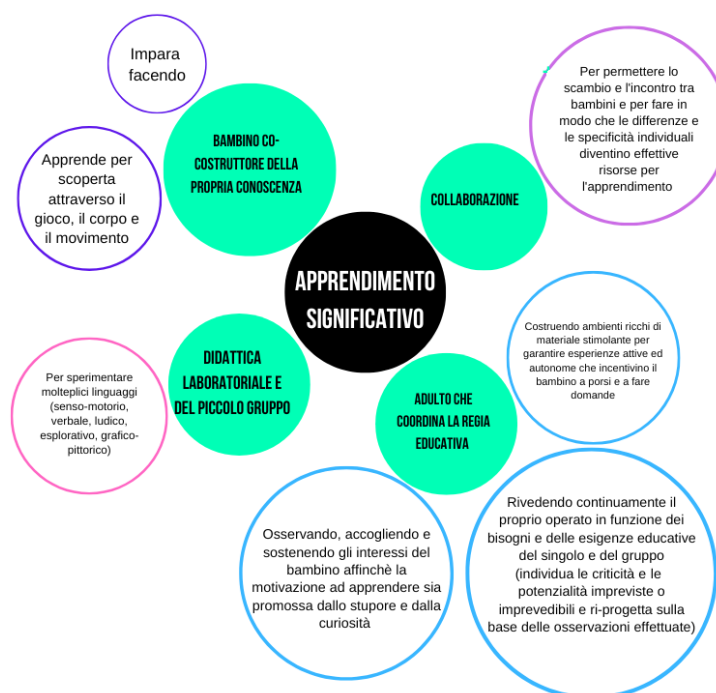 Impara
facendo
BAMBINO CO-
COSTRUTTORE DELLA
PROPRIA CONOSCENZA
Apprende per
scoperta
attraverso il
gioco, il corpo e
il movimento
COLLABORAZIONE
Per permettere lo
scambio e l'incontro tra
bambini e per fare in
modo che le differenze e
le specificità individuali
diventino effettive
risorse per
l'apprendimento
APPRENDIMENTO
SIGNIFICATIVO
DIDATTICA
LABORATORIALE E
DEL PICCOLO GRUPPO
Per sperimentare
molteplici linguaggi
(senso-motorio,
verbale, ludico,
esplorativo, grafico-
pittorico)
ADULTO CHE
COORDINA LA REGIA
EDUCATIVA
Costruendo ambienti ricchi di
materiale stimolante per
garantire esperienze attive ed
autonome che incentivino il
bambino a porsi e a fare
domande
Osservando, accogliendo e
sostenendo gli interessi del
bambino affinchè la
motivazione ad apprendere sia
promossa dallo stupore e dalla
curiosità
Rivedendo continuamente il
proprio operato in funzione dei
bisogni e delle esigenze educative
del singolo e del gruppo
(individua le criticità e le
potenzialità impreviste o
imprevedibili e ri-progetta sulla
base delle osservazioni effettuate)